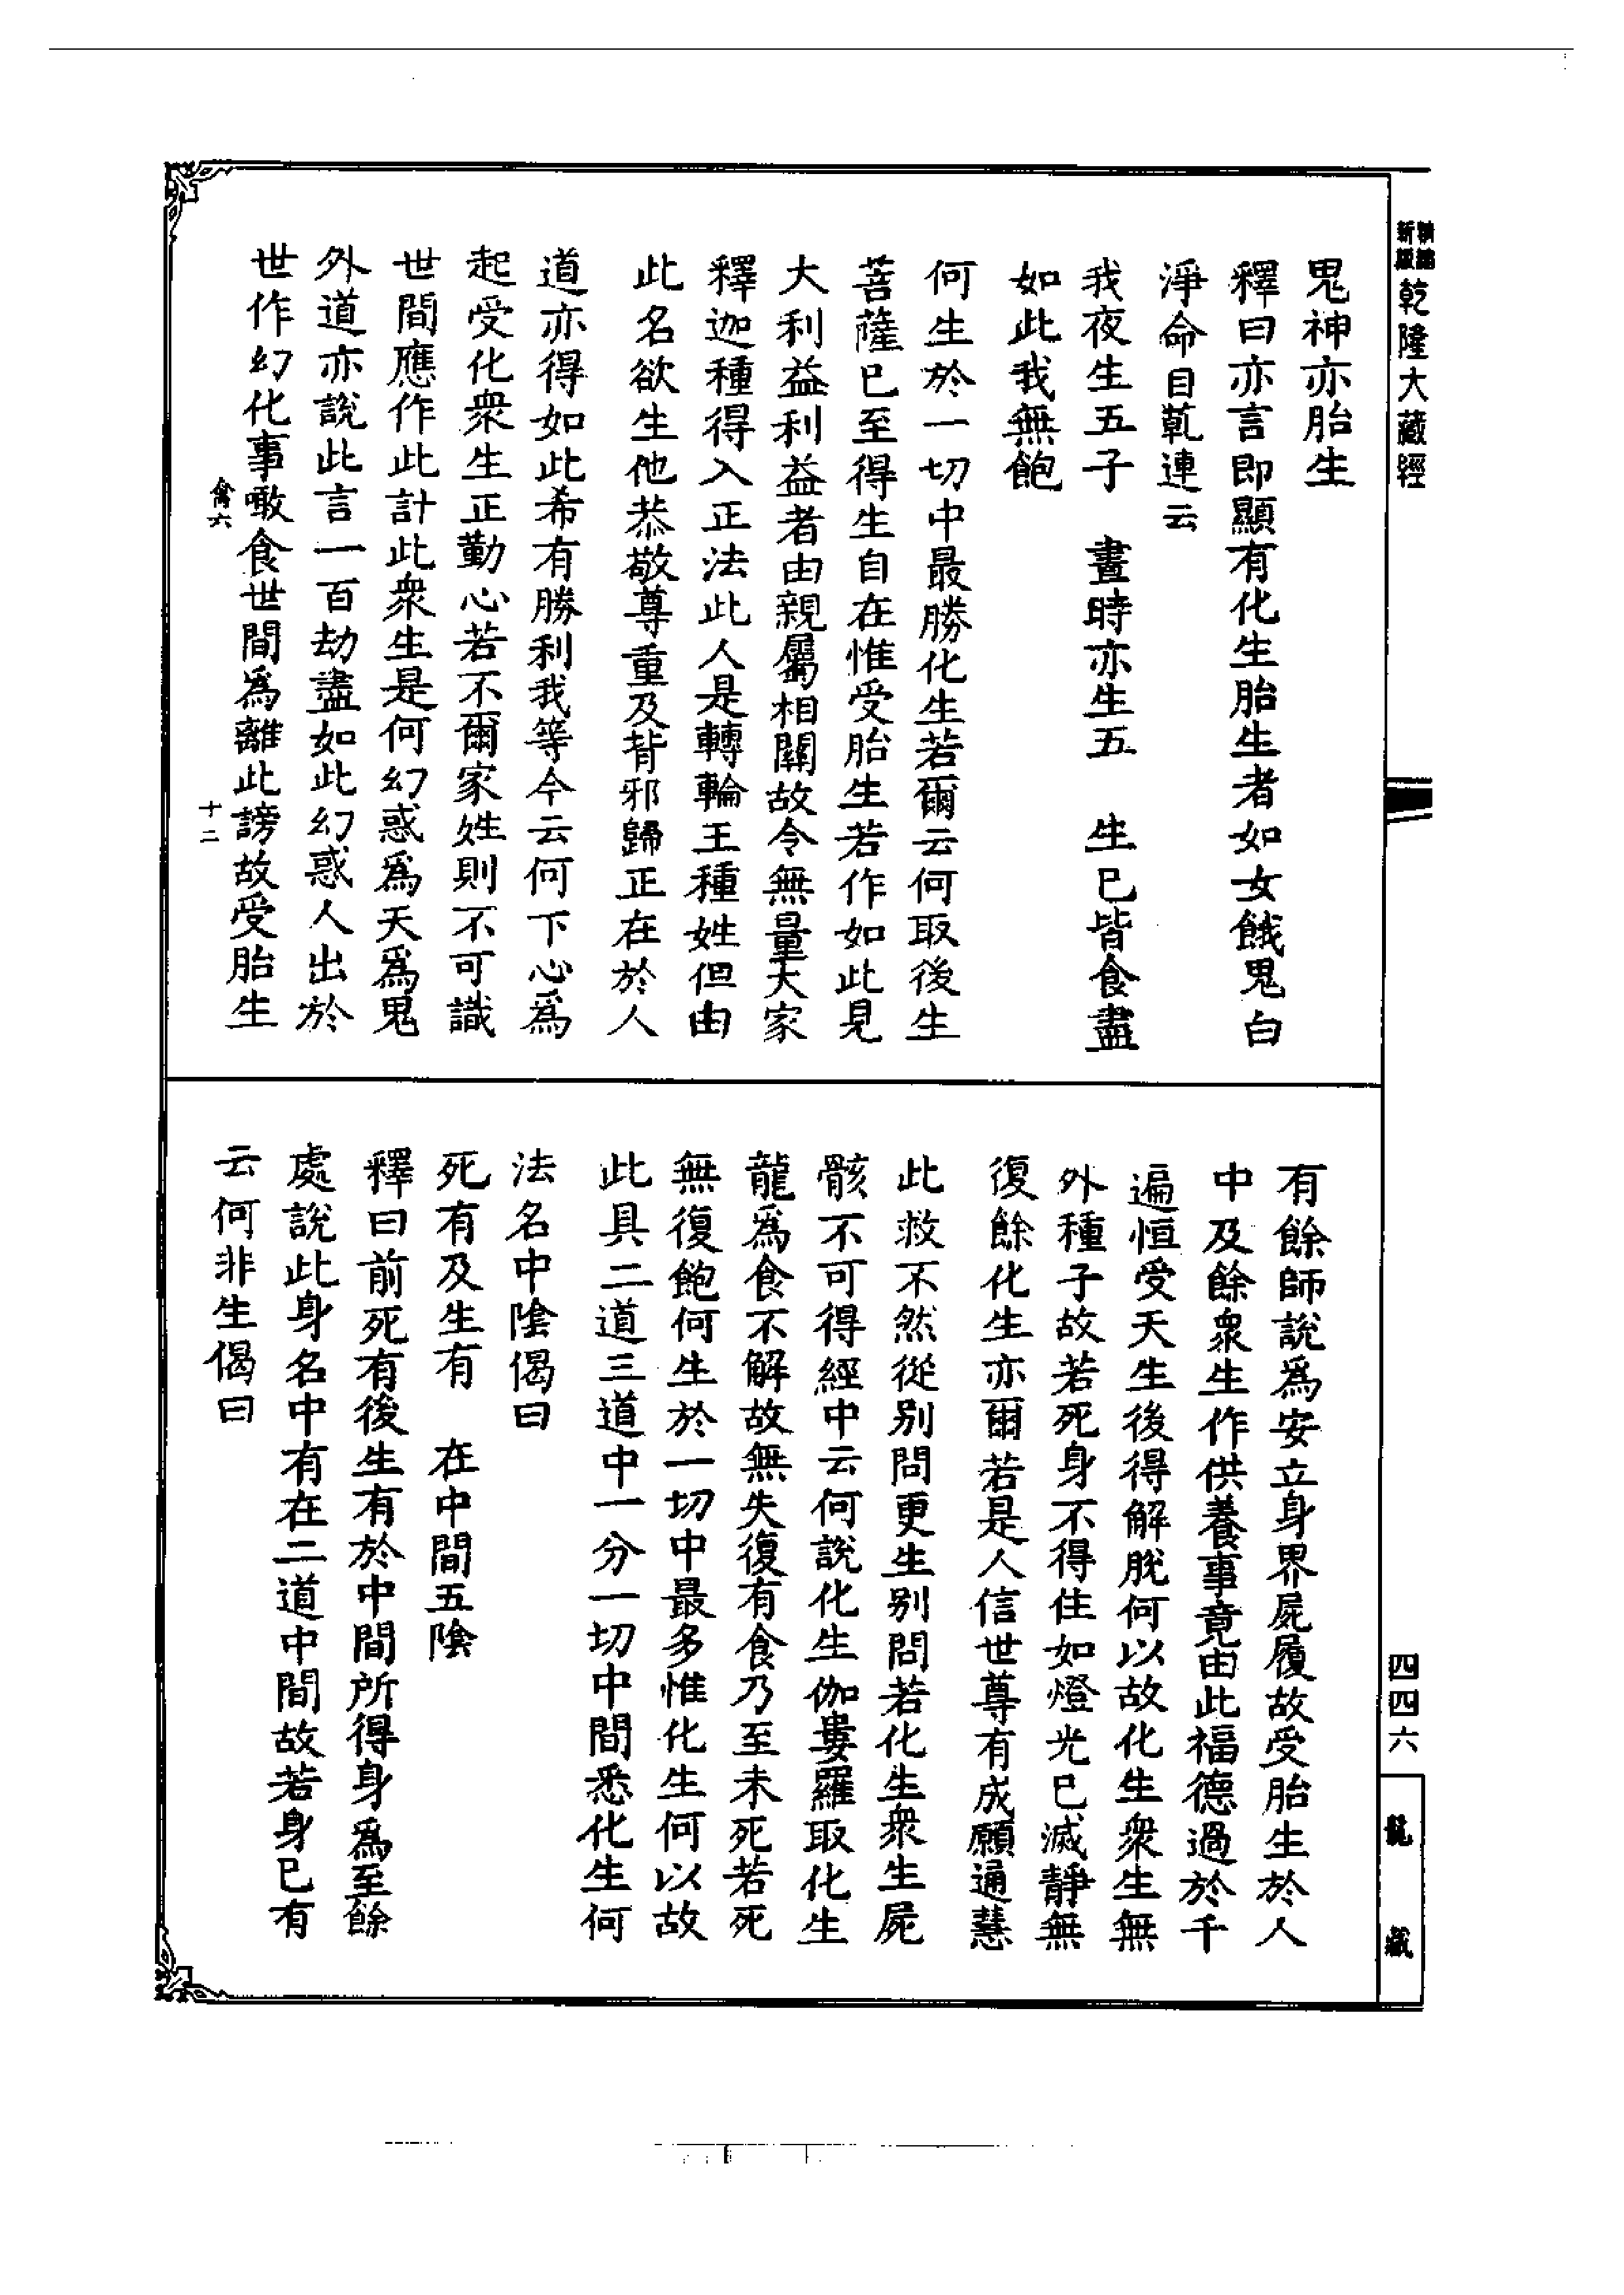 新編
縮版
乾隆大藏經
鬼神亦胎生
釋曰亦言即顯有化生胎生者如女餓鬼白
淨命目乾連云
我夜生五子　晝時亦生五　生已皆食盡
如此我無飽
何生於一切中最勝化生若爾云何取後生
菩薩已至得生自在惟受胎生若作如此見
大利益利益者由親屬相關故令無量大家
釋迦種得入正法此人是轉輪王種姓但由
此名欲生他恭敬尊重及背邪歸正在於人
道亦得如此希有勝利我等今云何下心為
起受化眾生正勤心若不爾家姓則不可識
世間應作此計此眾生是何幻惑為天為鬼
外道亦說此言一百劫盡如此幻惑人出於
世作幻化事噉食世間為離此謗故受胎生
禽六
十二
有餘師說為安立身界屍履故受胎生於人
中及餘眾生作供養事竟由此福德過於千
遍恒受天生後得解脫何以故化生眾生無
外種子故若死身不得住如燈光已滅靜無
復餘化生亦爾若是人信世尊有成願通慧
此救不然從別問更生別問若化生眾生屍
骸不可得經中云何說化生伽婁羅取化生
龍為食不解故無失復有食乃至未死若死
無復飽何生於一切中最多惟化生何以故
此具二道三道中一分一切中間悉化生何
法名中陰偈曰
死有及生有　在中間五陰
釋曰前死有後生有於中間所得身為至餘
處說此身名中有在二道中間故若身已有
云何非生偈曰
四四六
龍藏